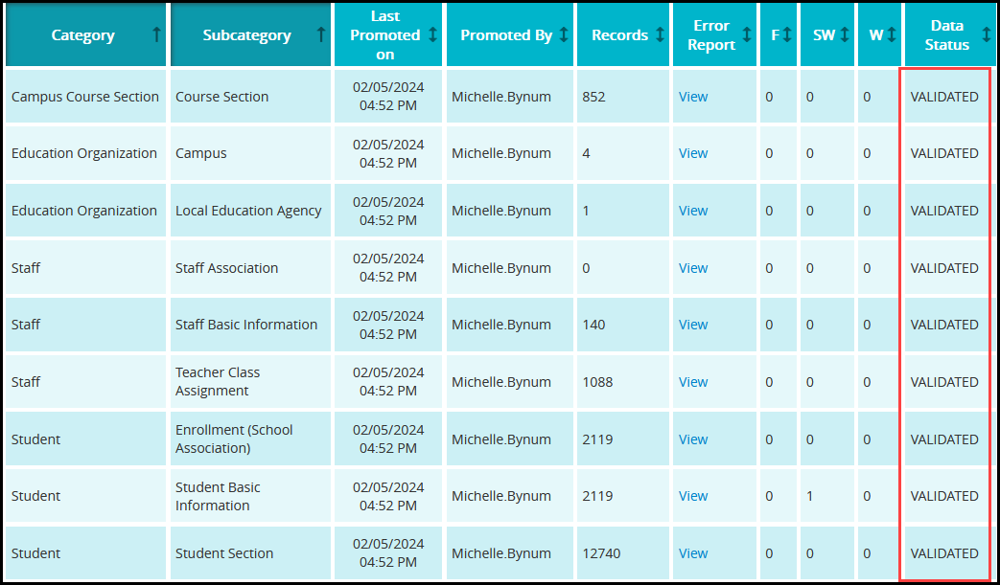 Category ↑ Subcategory ↑ Last Promoted on ↕ Promoted By ↕ Records ↕ Error Report ↕ F ↕ SW ↕ W ↕ Data Status ↕
Campus Course Section Course Section 02/05/2024 04:52 PM Michelle.Bynum 852 View 0 0 0 VALIDATED
Education Organization Campus 02/05/2024 04:52 PM Michelle.Bynum 4 View 0 0 0 VALIDATED
Education Organization Local Education Agency 02/05/2024 04:52 PM Michelle.Bynum 1 View 0 0 0 VALIDATED
Staff Staff Association 02/05/2024 04:52 PM Michelle.Bynum 0 View 0 0 0 VALIDATED
Staff Staff Basic Information 02/05/2024 04:52 PM Michelle.Bynum 140 View 0 0 0 VALIDATED
Staff Teacher Class Assignment 02/05/2024 04:52 PM Michelle.Bynum 1088 View 0 0 0 VALIDATED
Student Enrollment (School Association) 02/05/2024 04:52 PM Michelle.Bynum 2119 View 0 0 0 VALIDATED
Student Student Basic Information 02/05/2024 04:52 PM Michelle.Bynum 2119 View 0 1 0 VALIDATED
Student Student Section 02/05/2024 04:52 PM Michelle.Bynum 12740 View 0 0 0 VALIDATED